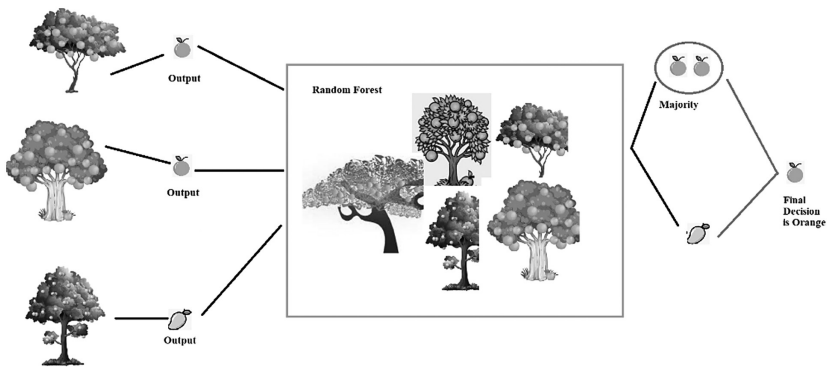 Output
Output
Output
Random Forest
Majority
Final
Decision
is Orange